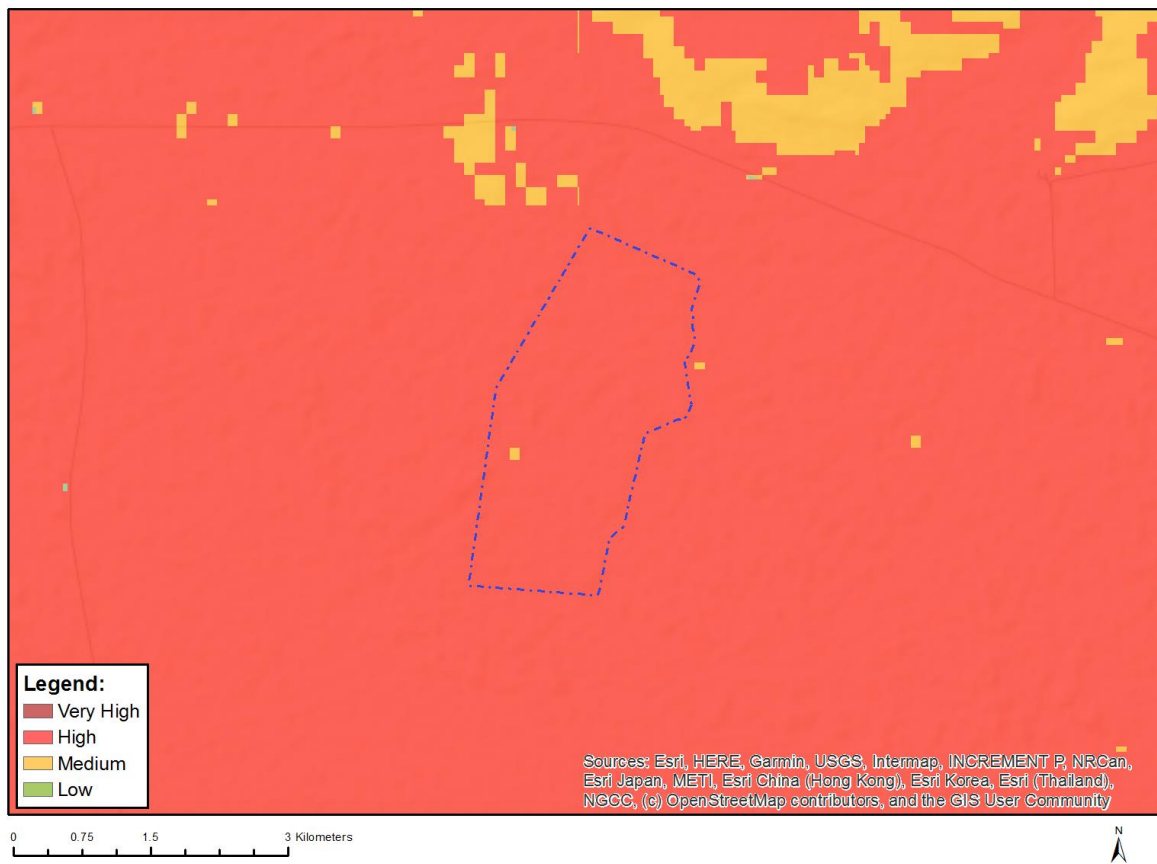 Legend:
Very High
High
Medium
Low
Sources: Esri, HERE, Garmin, USGS, Intermap, INCREMENT P, NRCan,
Esri Japan, METI, Esri China (Hong Kong), Esri Korea, Esri (Thailand),
NGCC, (c) OpenStreetMap contributors, and the GIS User Community
0 0.75 1.5 3 Kilometers
N